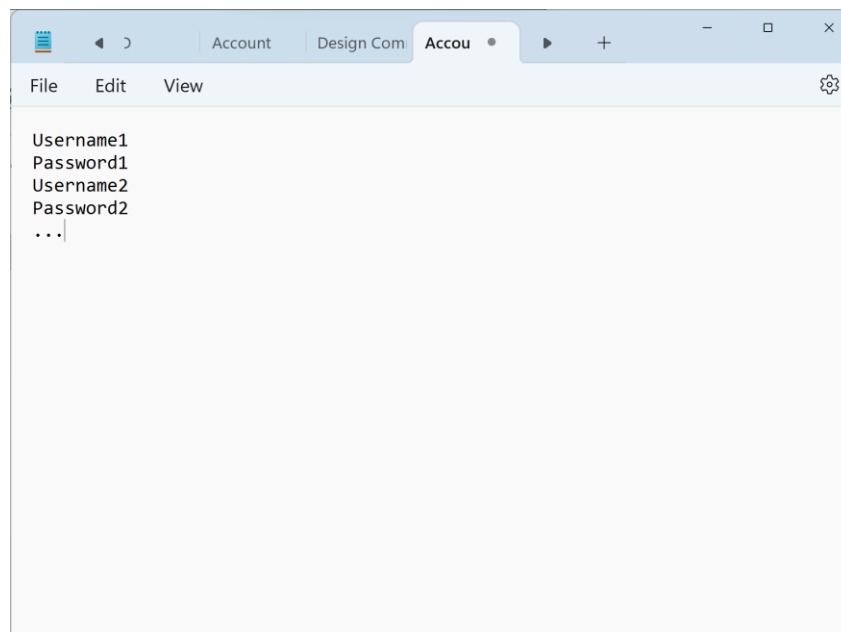 Account
Design Com
Accou
File Edit View
Username1
Password1
Username2
Password2
...